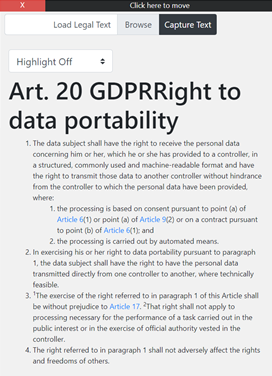 X Click here to move
Load Legal Text Browse Capture Text
Highlight Off
Art. 20 GDPRRight to
data portability
1. The data subject shall have the right to receive the personal data
concerning him or her, which he or she has provided to a controller, in
a structured, commonly used and machine-readable format and have
the right to transmit those data to another controller without hindrance
from the controller to which the personal data have been provided,
where:
1. the processing is based on consent pursuant to point (a) of
Article 6(1) or point (a) of Article 9(2) or on a contract pursuant
to point (b) of Article 6(1); and
2. the processing is carried out by automated means.
2. In exercising his or her right to data portability pursuant to paragraph
1, the data subject shall have the right to have the personal data
transmitted directly from one controller to another, where technically
feasible.
3. ¹The exercise of the right referred to in paragraph 1 of this Article shall
be without prejudice to Article 17. ²That right shall not apply to
processing necessary for the performance of a task carried out in the
public interest or in the exercise of official authority vested in the
controller.
4. The right referred to in paragraph 1 shall not adversely affect the rights
and freedoms of others.